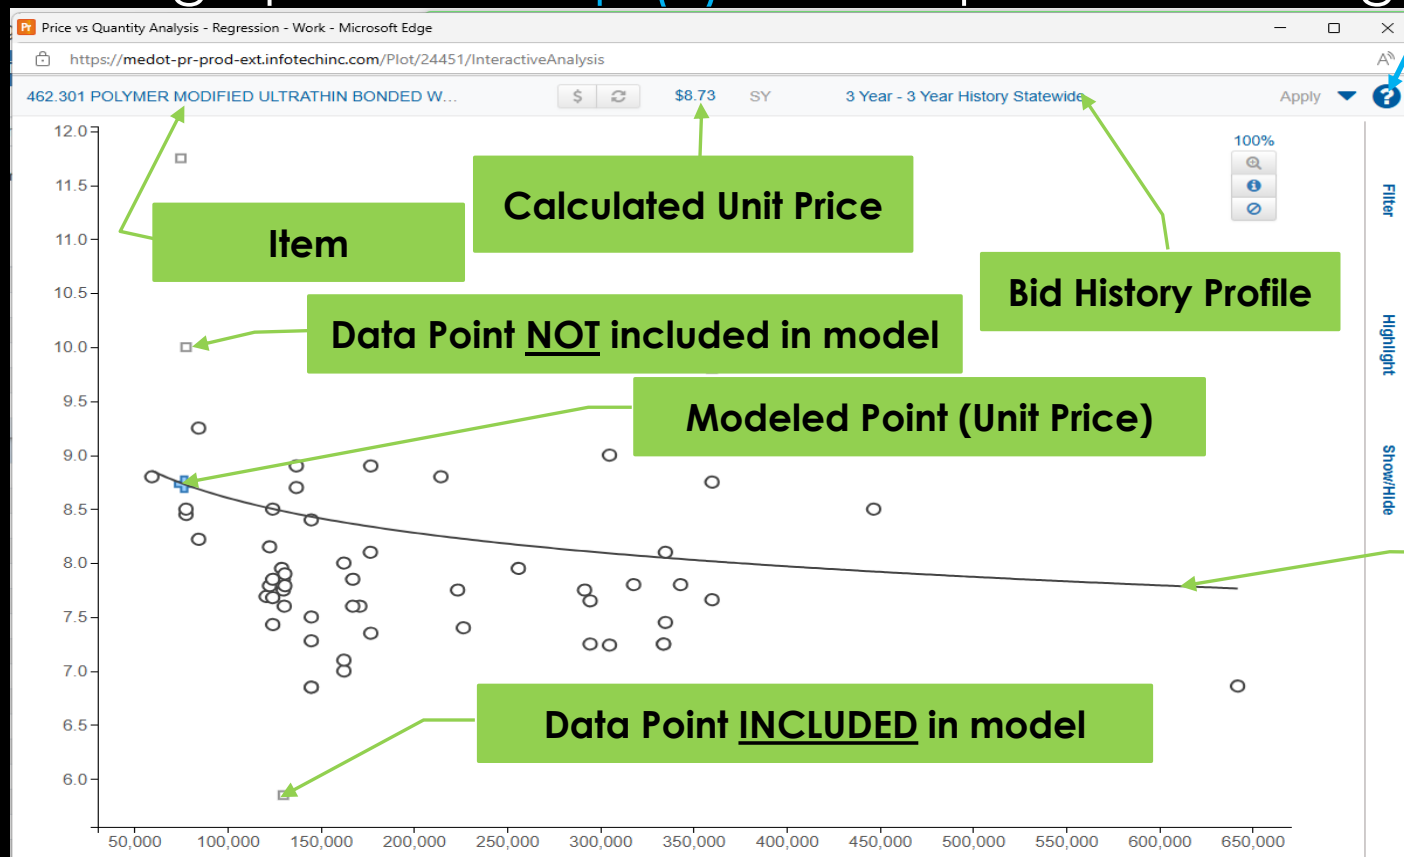 Price vs Quantity Analysis - Regression - Work - Microsoft Edge
https://medot-pr-prod-ext.infotechinc.com/Plot/24451/InteractiveAnalysis
462.301 POLYMER MODIFIED ULTRATHIN BONDED W... $ $8.73 SY 3 Year - 3 Year History Statewide Apply ?
100%
Filter
Highlight
Show/Hide
Calculated Unit Price
Item
Bid History Profile
Data Point NOT included in model
Modeled Point (Unit Price)
Data Point INCLUDED in model
12.0
11.5
11.0
10.5
10.0
9.5
9.0
8.5
8.0
7.5
7.0
6.5
6.0
50,000 100,000 150,000 200,000 250,000 300,000 350,000 400,000 450,000 500,000 550,000 600,000 650,000